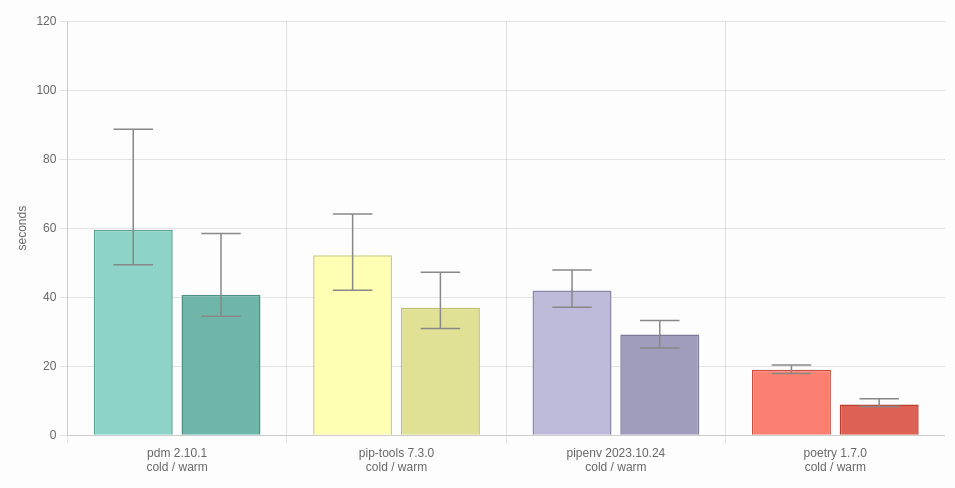 120
100
80
60
40
20
0
seconds
pdm 2.10.1
cold / warm
pip-tools 7.3.0
cold / warm
pipenv 2023.10.24
cold / warm
poetry 1.7.0
cold / warm